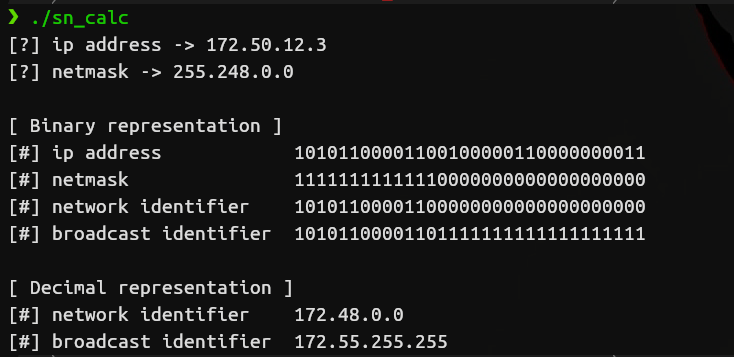 ❯ ./sn_calc
[?] ip address -> 172.50.12.3
[?] netmask -> 255.248.0.0
[ Binary representation ]
[#] ip address 10101100001100100000110000000011
[#] netmask 11111111111110000000000000000000
[#] network identifier 10101100001100000000000000000000
[#] broadcast identifier 10101100001101111111111111111111
[ Decimal representation ]
[#] network identifier 172.48.0.0
[#] broadcast identifier 172.55.255.255